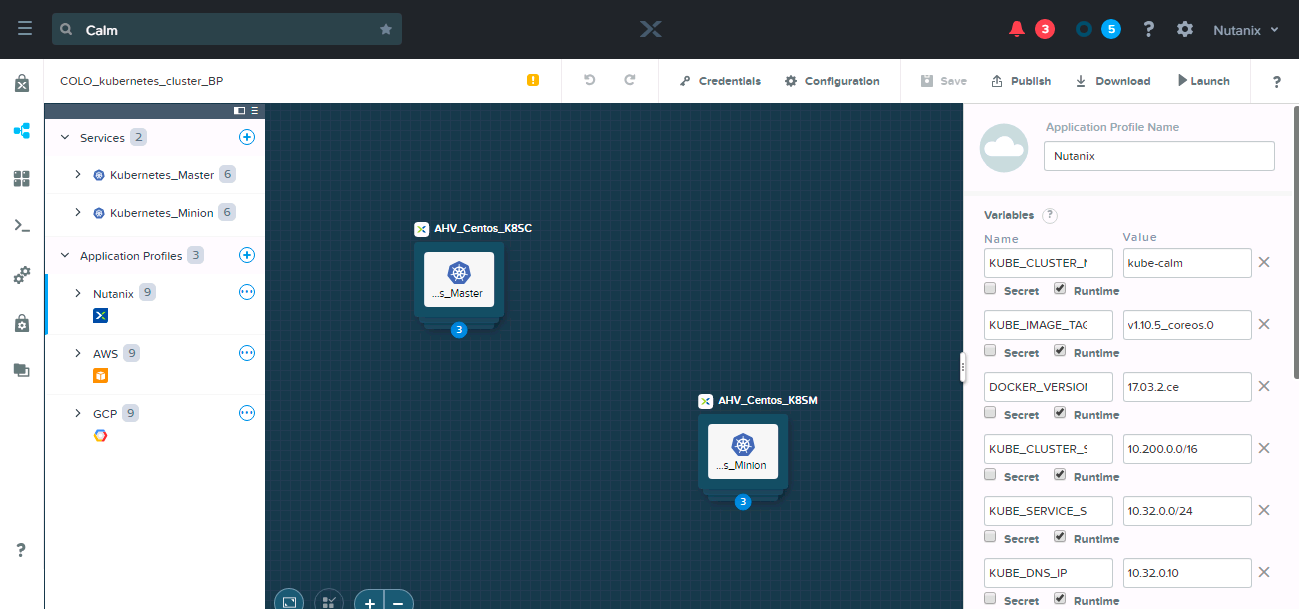 Calm
3
5
?
Nutanix
COLO_kubernetes_cluster_BP
!
Credentials
Configuration
Save
Publish
Download
Launch
?
Services 2
Kubernetes_Master 6
Kubernetes_Minion 6
Application Profiles 3
Nutanix 9
AWS 9
GCP 9
?
AHV_Centos_K8SC
...s_Master
3
AHV_Centos_K8SM
...s_Minion
3
Application Profile Name
Nutanix
Variables ?
Name Value
KUBE_CLUSTER_ kube-calm
Secret Runtime
KUBE_IMAGE_TAG v1.10.5_coreos.0
Secret Runtime
DOCKER_VERSION 17.03.2.ce
Secret Runtime
KUBE_CLUSTER_S 10.200.0.0/16
Secret Runtime
KUBE_SERVICE_S 10.32.0.0/24
Secret Runtime
KUBE_DNS_IP 10.32.0.10
Secret Runtime